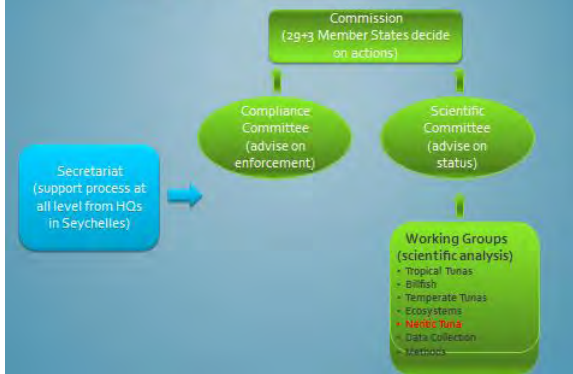 Commission
(29+3 Member States decide
on actions)
Compliance
Committee
(advise on
enforcement)
Scientific
Committee
(advise on
status)
Secretariat
(support process at
all level from HQs
in Seychelles)
Working Groups
(scientific analysis)
• Tropical Tunas
• Billfish
• Temperate Tunas
• Ecosystems
• Neritic Tuna
• Data Collection
• Methods